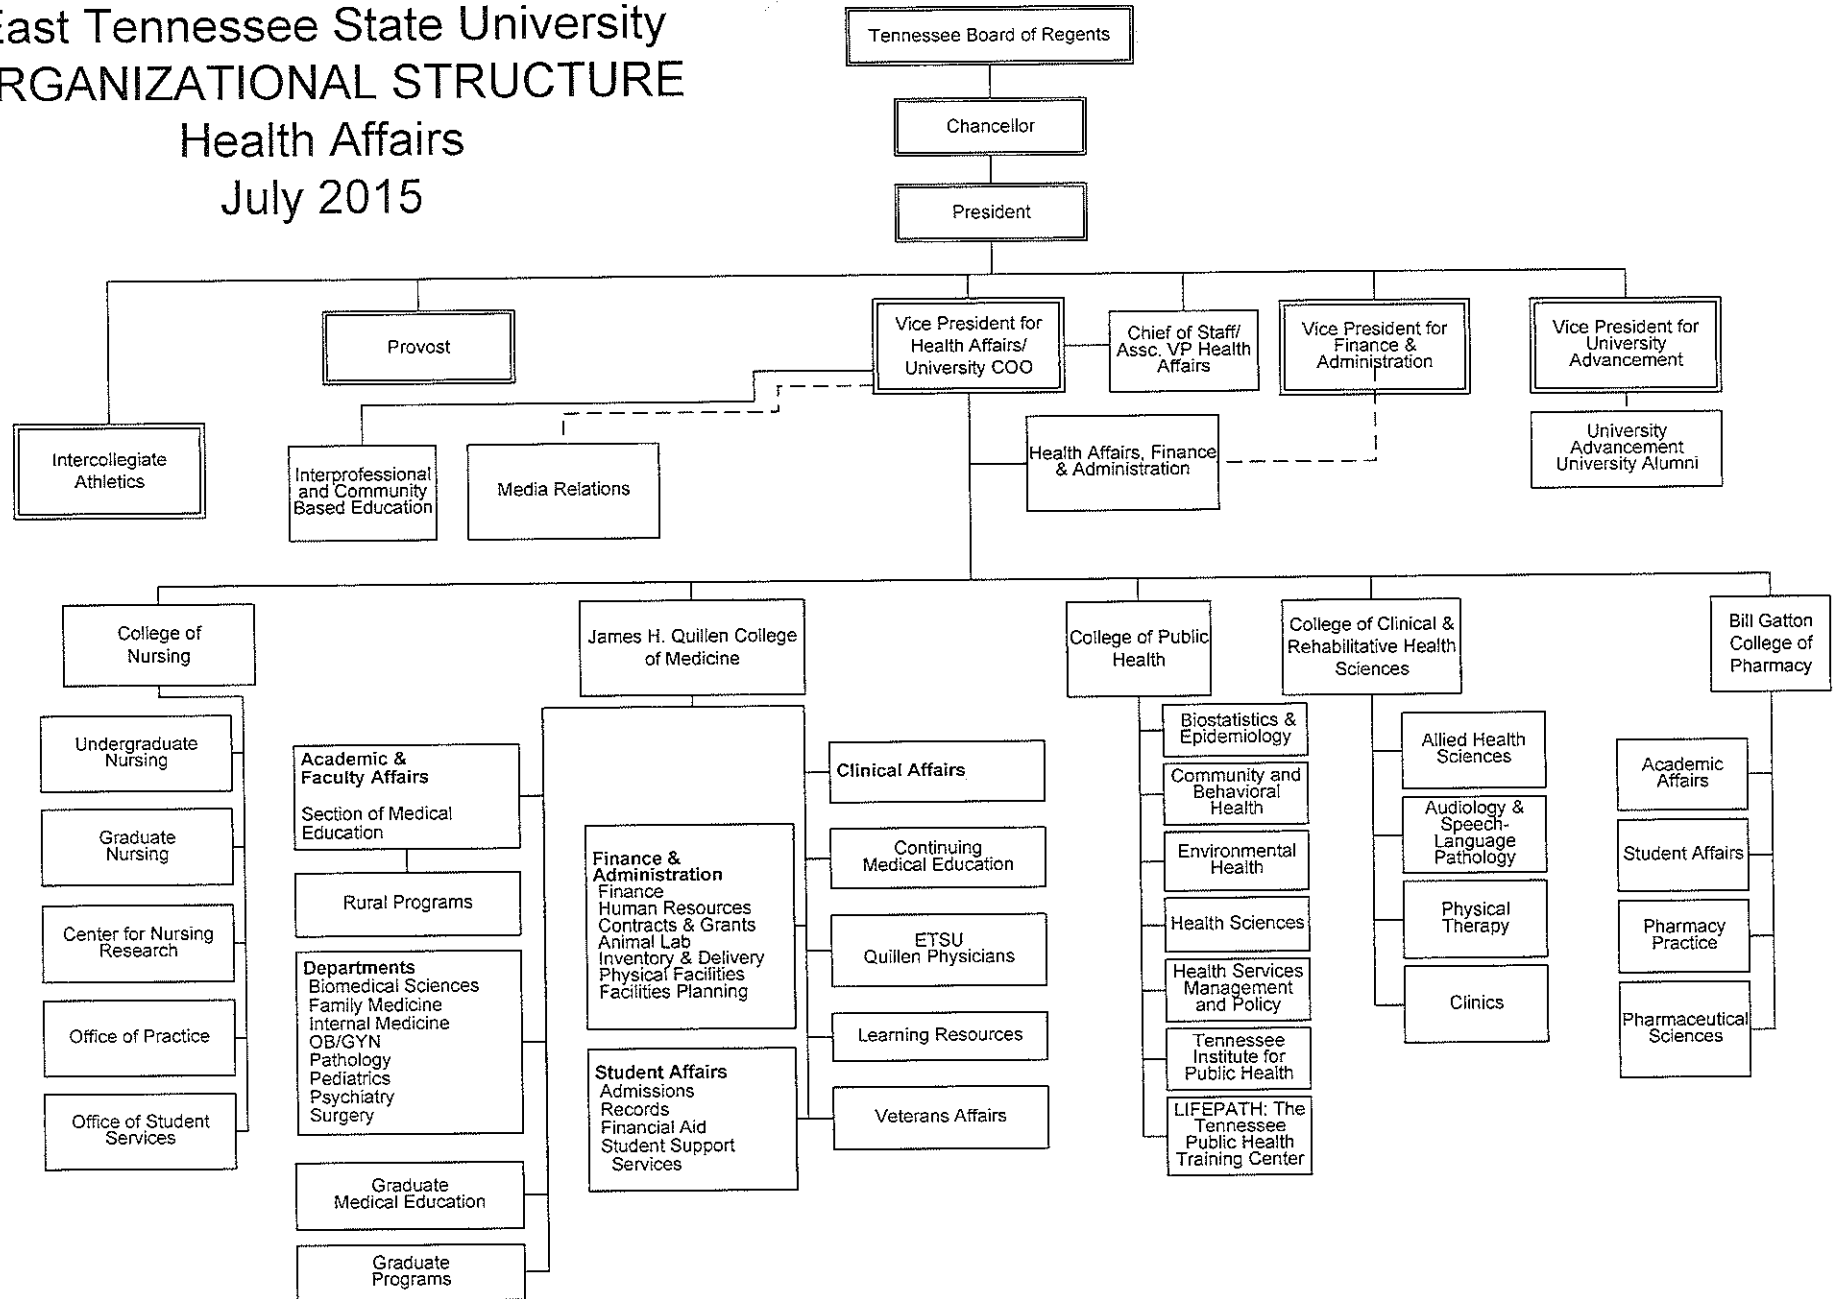 East Tennessee State University
RGANIZATIONAL STRUCTURE
Health Affairs
July 2015
Tennessee Board of Regents
Chancellor
President
Provost
Vice President for
Health Affairs/
University COO
Chief of Staff/
Assc. VP Health
Affairs
Vice President for
Finance &
Administration
Vice President for
University
Advancement
Intercollegiate
Athletics
Interprofessional
and Community
Based Education
Media Relations
Health Affairs, Finance
& Administration
University
Advancement
University Alumni
College of
Nursing
James H. Quillen College
of Medicine
College of Public
Health
College of Clinical &
Rehabilitative Health
Sciences
Bill Gatton
College of
Pharmacy
Undergraduate
Nursing
Graduate
Nursing
Center for Nursing
Research
Office of Practice
Office of Student
Services
Academic &
Faculty Affairs
Section of Medical
Education
Rural Programs
Departments
Biomedical Sciences
Family Medicine
Internal Medicine
OB/GYN
Pathology
Pediatrics
Psychiatry
Surgery
Graduate
Medical Education
Graduate
Programs
Finance &
Administration
Finance
Human Resources
Contracts & Grants
Animal Lab
Inventory & Delivery
Physical Facilities
Facilities Planning
Student Affairs
Admissions
Records
Financial Aid
Student Support
Services
Clinical Affairs
Continuing
Medical Education
ETSU
Quillen Physicians
Learning Resources
Veterans Affairs
Biostatistics &
Epidemiology
Community and
Behavioral
Health
Environmental
Health
Health Sciences
Health Services
Management
and Policy
Tennessee
Institute for
Public Health
LIFEPATH: The
Tennessee
Public Health
Training Center
Allied Health
Sciences
Audiology &
Speech-
Language
Pathology
Physical
Therapy
Clinics
Academic
Affairs
Student Affairs
Pharmacy
Practice
Pharmaceutical
Sciences